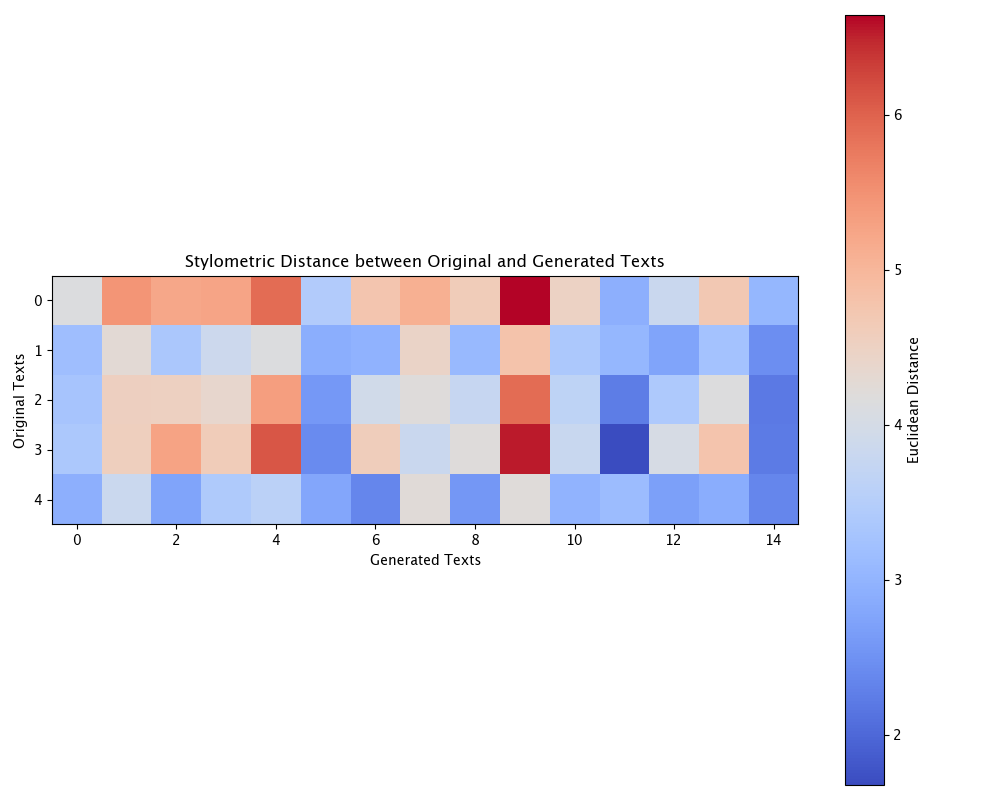 Stylometric Distance between Original and Generated Texts
Original Texts
0
1
2
3
4
0 2 4 6 8 10 12 14
Generated Texts
6
5
4
3
2
Euclidean Distance